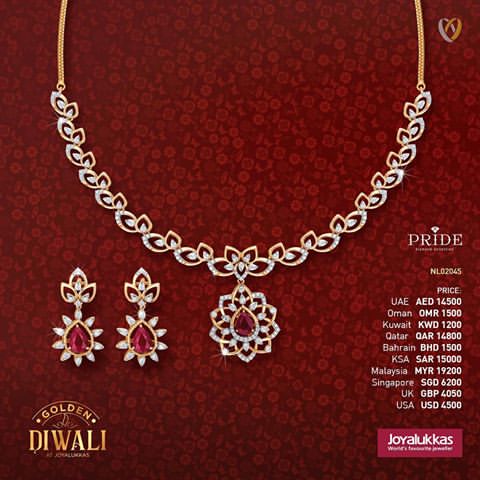 PRIDE
DIAMOND JEWELLERY
NL02045
PRICE:
UAE AED 14500
Oman OMR 1500
Kuwait KWD 1200
Qatar QAR 14800
Bahrain BHD 1500
KSA SAR 15000
Malaysia MYR 19200
Singapore SGD 6200
UK GBP 4050
USA USD 4500
GOLDEN
DIWALI
AT JOYALUKKAS
Joyalukkas
World's favourite jeweller